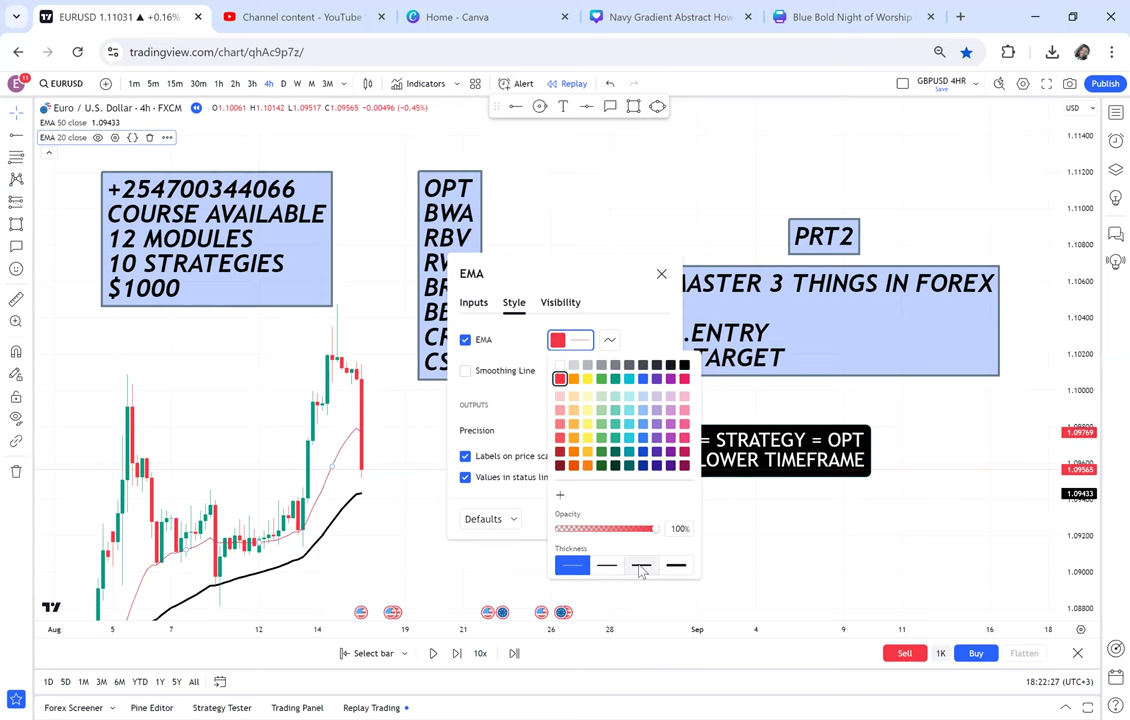 EURUSD 1.11031 ▲ +0.16%
Channel content - YouTube
Home - Canva
Navy Gradient Abstract How
Blue Bold Night of Worship
tradingview.com/chart/qhAc9p7z/
E 11
EURUSD
1m 5m 15m 30m 1h 2h 3h 4h D W M 3M
Indicators
Alert
Replay
GBPUSD 4HR
Save
Publish
Euro / U.S. Dollar · 4h · FXCM
O1.10061 H1.10142 L1.09517 C1.09565 −0.00496 (−0.45%)
EMA 50 close 1.09433
EMA 20 close
USD
+254700344066
COURSE AVAILABLE
12 MODULES
10 STRATEGIES
$1000
OPT
BWA
RBV
PRT2
MASTER 3 THINGS IN FOREX
.ENTRY
TARGET
= STRATEGY = OPT
LOWER TIMEFRAME
EMA
Inputs
Style
Visibility
EMA
Smoothing Line
OUTPUTS
Precision
Labels on price sca
Values in status lin
Defaults
Opacity
100%
Thickness
1.11400
1.11200
1.11000
1.10800
1.10600
1.10400
1.10200
1.10000
1.09769
1.09565
1.09433
1.09200
1.09000
1.08800
Aug 5 7 12 14 19 21 26 28 Sep 4 9 11 16 18
Select bar
10x
Sell
1K
Buy
Flatten
1D 5D 1M 3M 6M YTD 1Y 5Y All
18:22:27 (UTC+3)
Forex Screener
Pine Editor
Strategy Tester
Trading Panel
Replay Trading